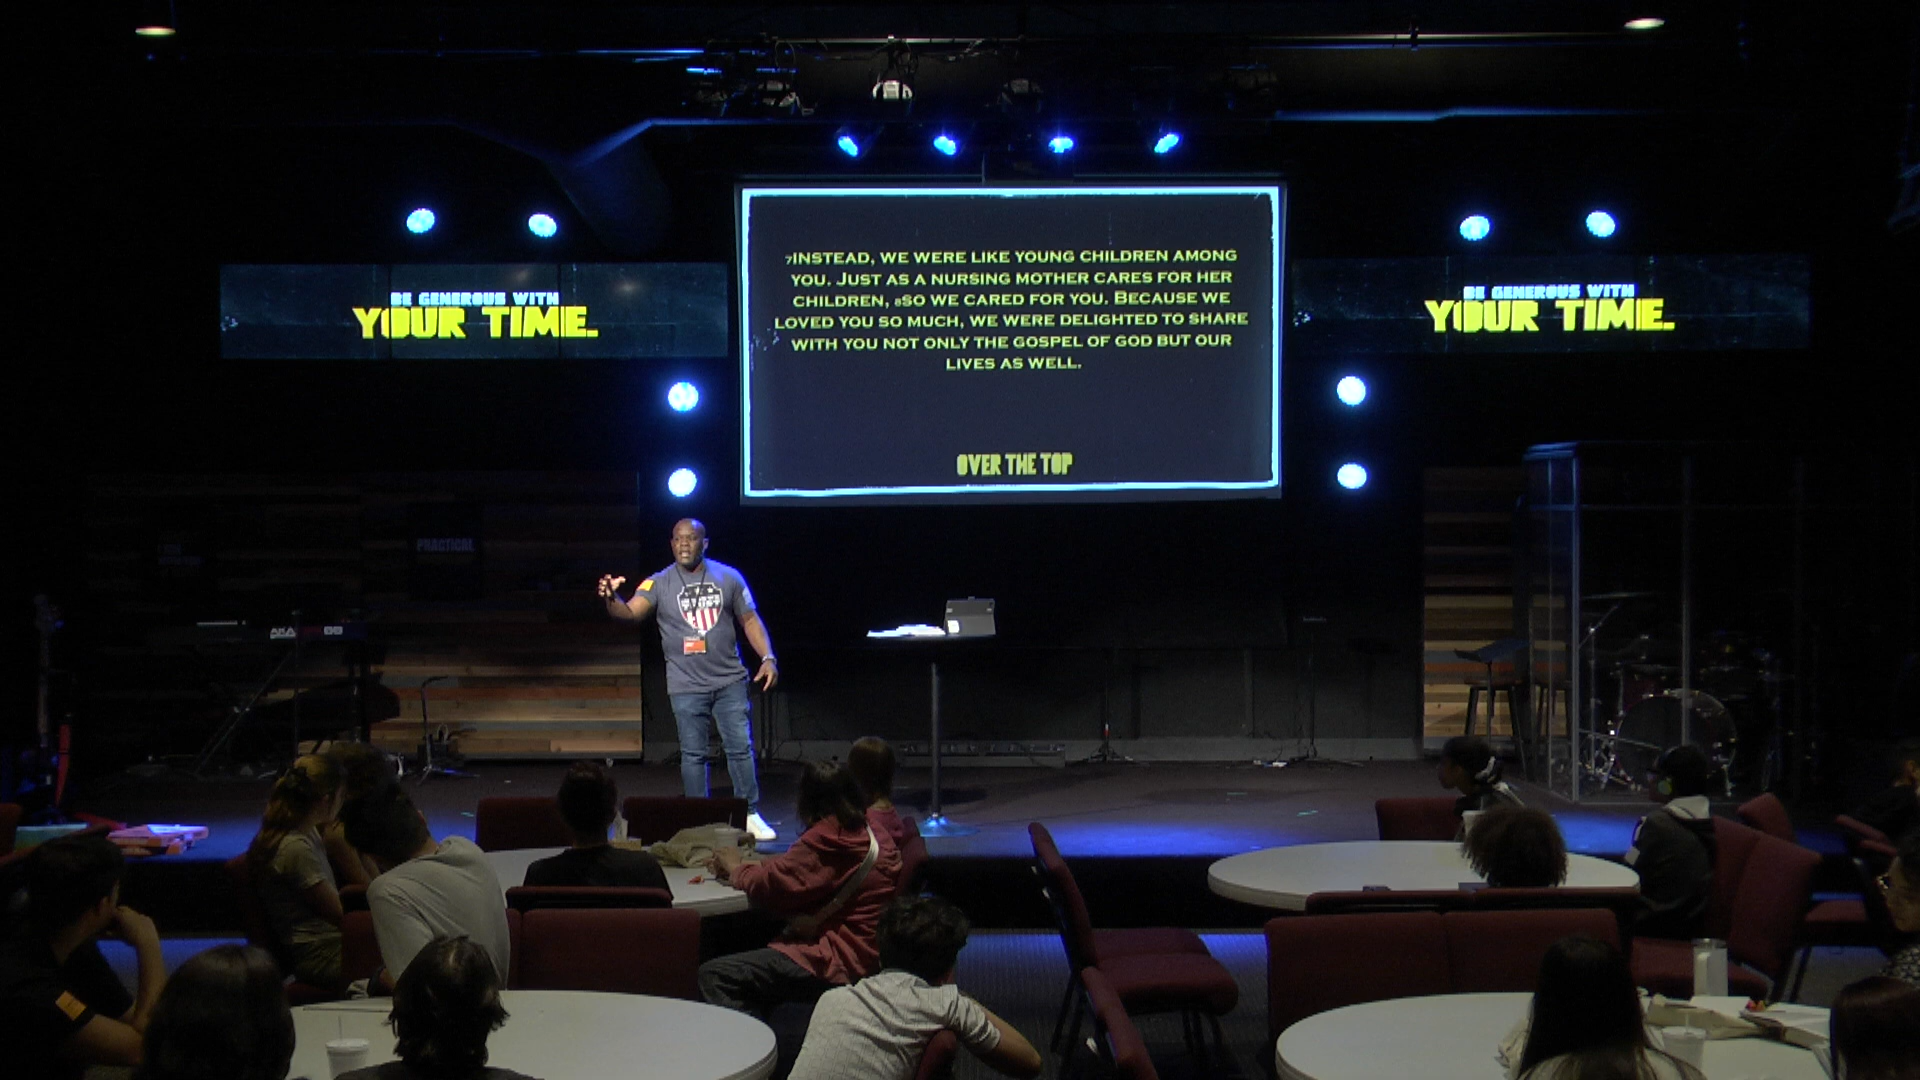 BE GENEROUS WITH
YOUR TIME.
7INSTEAD, WE WERE LIKE YOUNG CHILDREN AMONG
YOU. JUST AS A NURSING MOTHER CARES FOR HER
CHILDREN, 8SO WE CARED FOR YOU. BECAUSE WE
LOVED YOU SO MUCH, WE WERE DELIGHTED TO SHARE
WITH YOU NOT ONLY THE GOSPEL OF GOD BUT OUR
LIVES AS WELL.
OVER THE TOP
BE GENEROUS WITH
YOUR TIME.
PRACTICAL